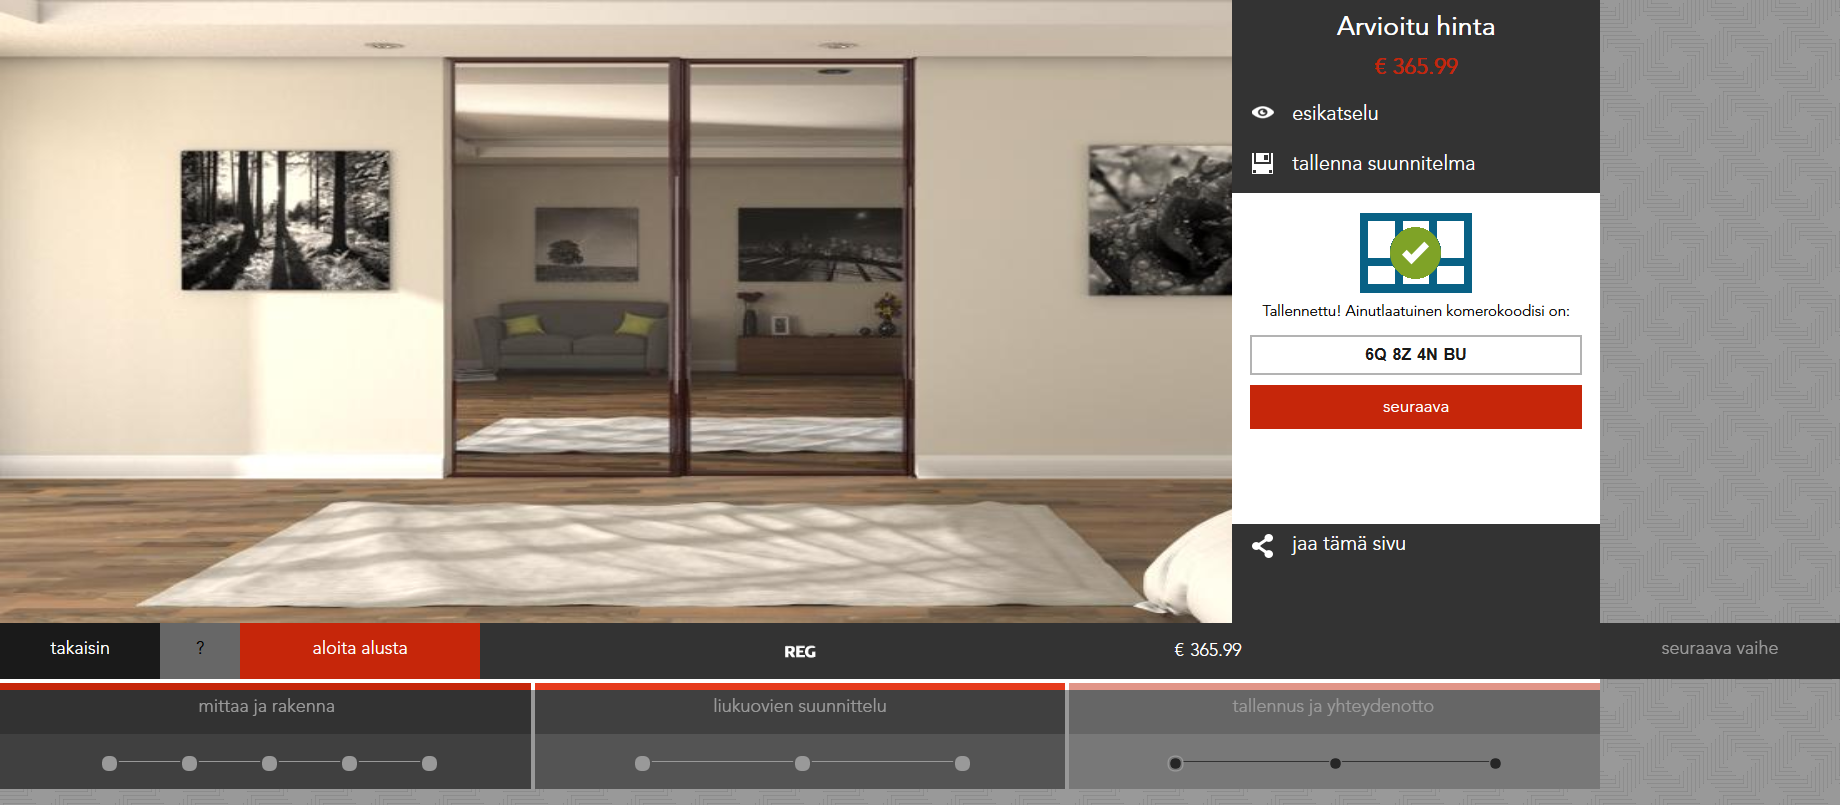 Arvioitu hinta
€ 365.99
esikatselu
tallenna suunnitelma
Tallennettu! Ainutlaatuinen komerokoodisi on:
6Q 8Z 4N BU
seuraava
jaa tämä sivu
takaisin
?
aloita alusta
REG
€ 365.99
seuraava vaihe
mittaa ja rakenna
liukuovien suunnittelu
tallennus ja yhteydenotto